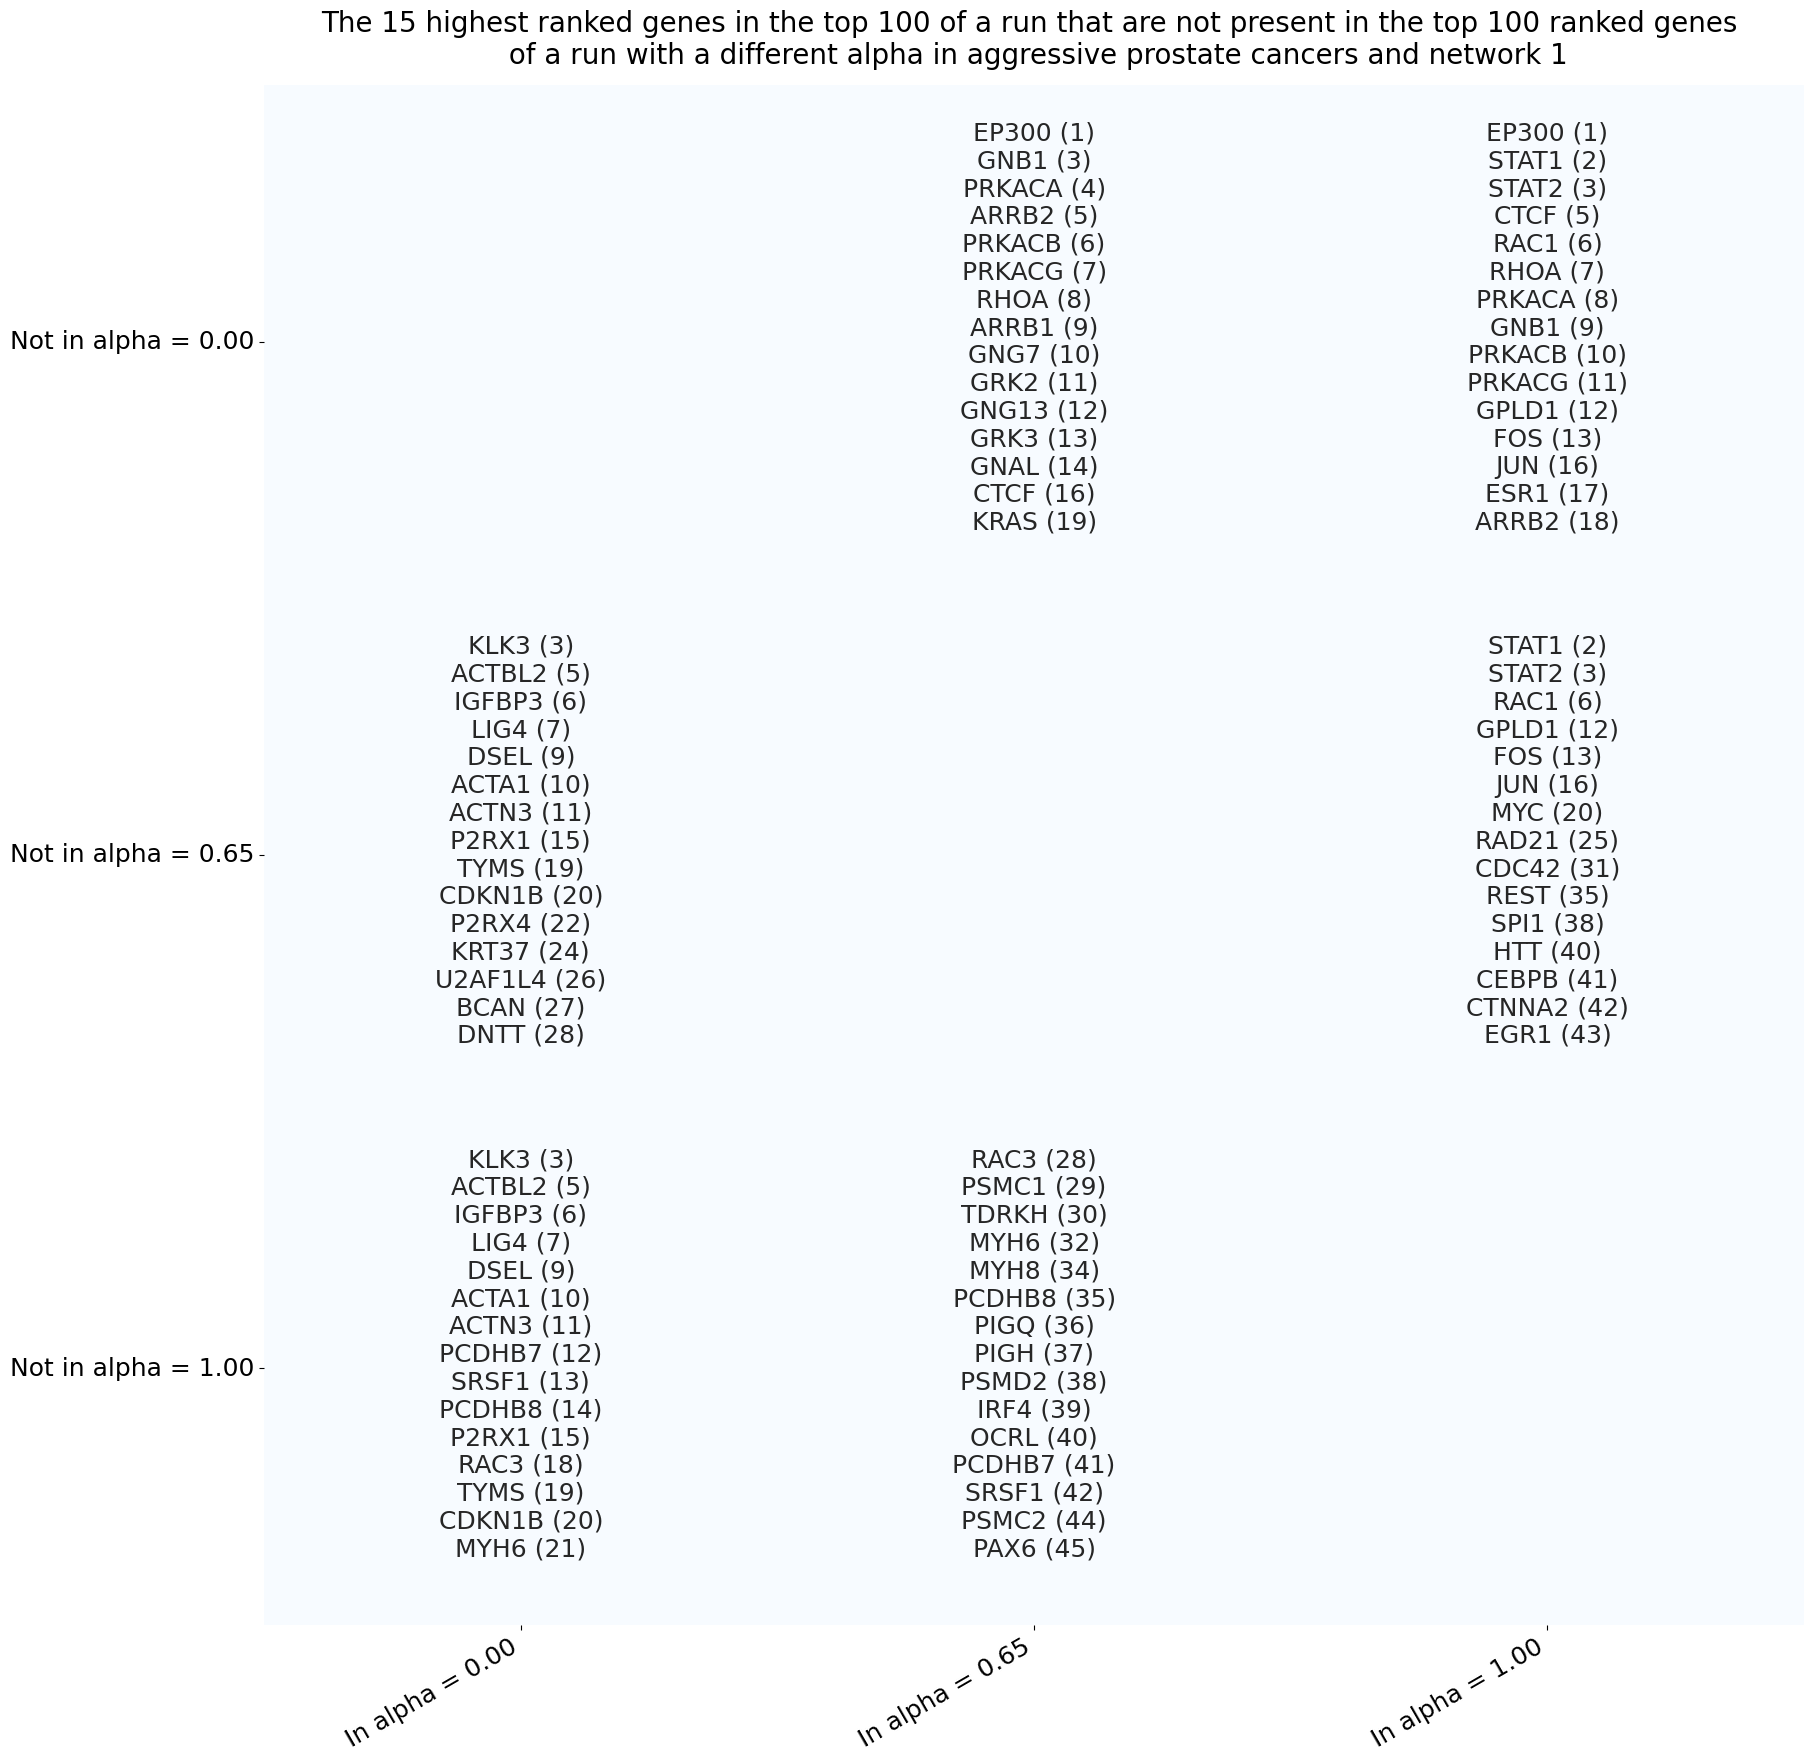 The 15 highest ranked genes in the top 100 of a run that are not present in the top 100 ranked genes
of a run with a different alpha in aggressive prostate cancers and network 1
Not in alpha = 0.00
EP300 (1)
GNB1 (3)
PRKACA (4)
ARRB2 (5)
PRKACB (6)
PRKACG (7)
RHOA (8)
ARRB1 (9)
GNG7 (10)
GRK2 (11)
GNG13 (12)
GRK3 (13)
GNAL (14)
CTCF (16)
KRAS (19)
EP300 (1)
STAT1 (2)
STAT2 (3)
CTCF (5)
RAC1 (6)
RHOA (7)
PRKACA (8)
GNB1 (9)
PRKACB (10)
PRKACG (11)
GPLD1 (12)
FOS (13)
JUN (16)
ESR1 (17)
ARRB2 (18)
Not in alpha = 0.65
KLK3 (3)
ACTBL2 (5)
IGFBP3 (6)
LIG4 (7)
DSEL (9)
ACTA1 (10)
ACTN3 (11)
P2RX1 (15)
TYMS (19)
CDKN1B (20)
P2RX4 (22)
KRT37 (24)
U2AF1L4 (26)
BCAN (27)
DNTT (28)
STAT1 (2)
STAT2 (3)
RAC1 (6)
GPLD1 (12)
FOS (13)
JUN (16)
MYC (20)
RAD21 (25)
CDC42 (31)
REST (35)
SPI1 (38)
HTT (40)
CEBPB (41)
CTNNA2 (42)
EGR1 (43)
Not in alpha = 1.00
KLK3 (3)
ACTBL2 (5)
IGFBP3 (6)
LIG4 (7)
DSEL (9)
ACTA1 (10)
ACTN3 (11)
PCDHB7 (12)
SRSF1 (13)
PCDHB8 (14)
P2RX1 (15)
RAC3 (18)
TYMS (19)
CDKN1B (20)
MYH6 (21)
RAC3 (28)
PSMC1 (29)
TDRKH (30)
MYH6 (32)
MYH8 (34)
PCDHB8 (35)
PIGQ (36)
PIGH (37)
PSMD2 (38)
IRF4 (39)
OCRL (40)
PCDHB7 (41)
SRSF1 (42)
PSMC2 (44)
PAX6 (45)
In alpha = 0.00
In alpha = 0.65
In alpha = 1.00